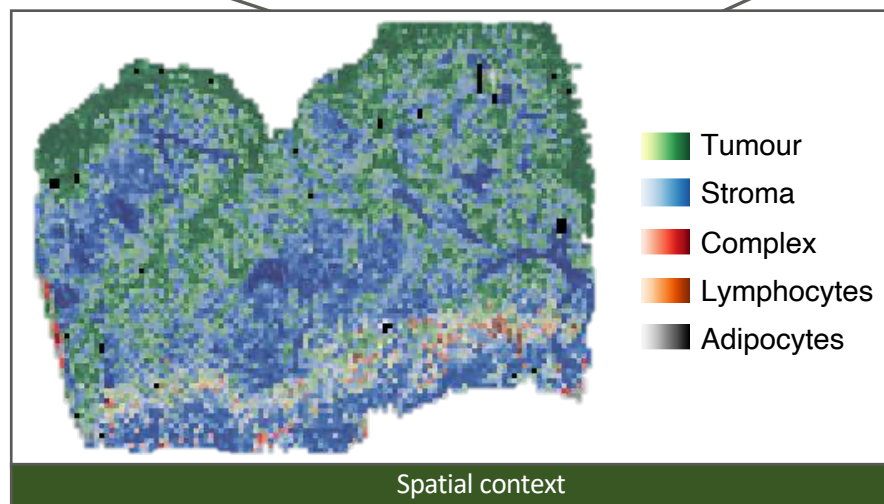 Tumour
Stroma
Complex
Lymphocytes
Adipocytes
Spatial context